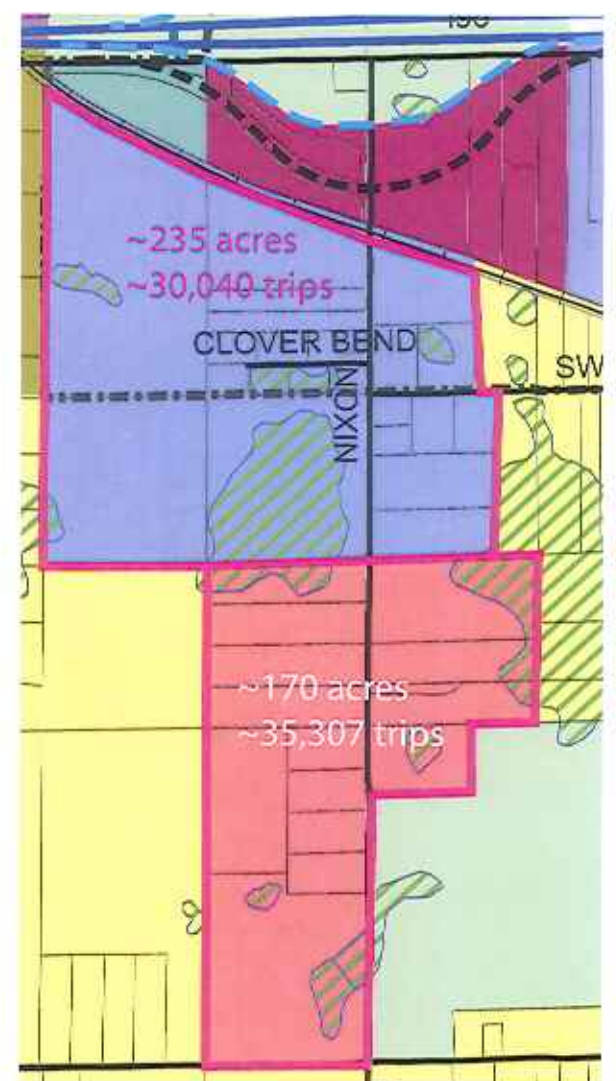 ~235 acres
~30,040 trips
CLOVER BEND
SW
NIXON
~170 acres
~35,307 trips